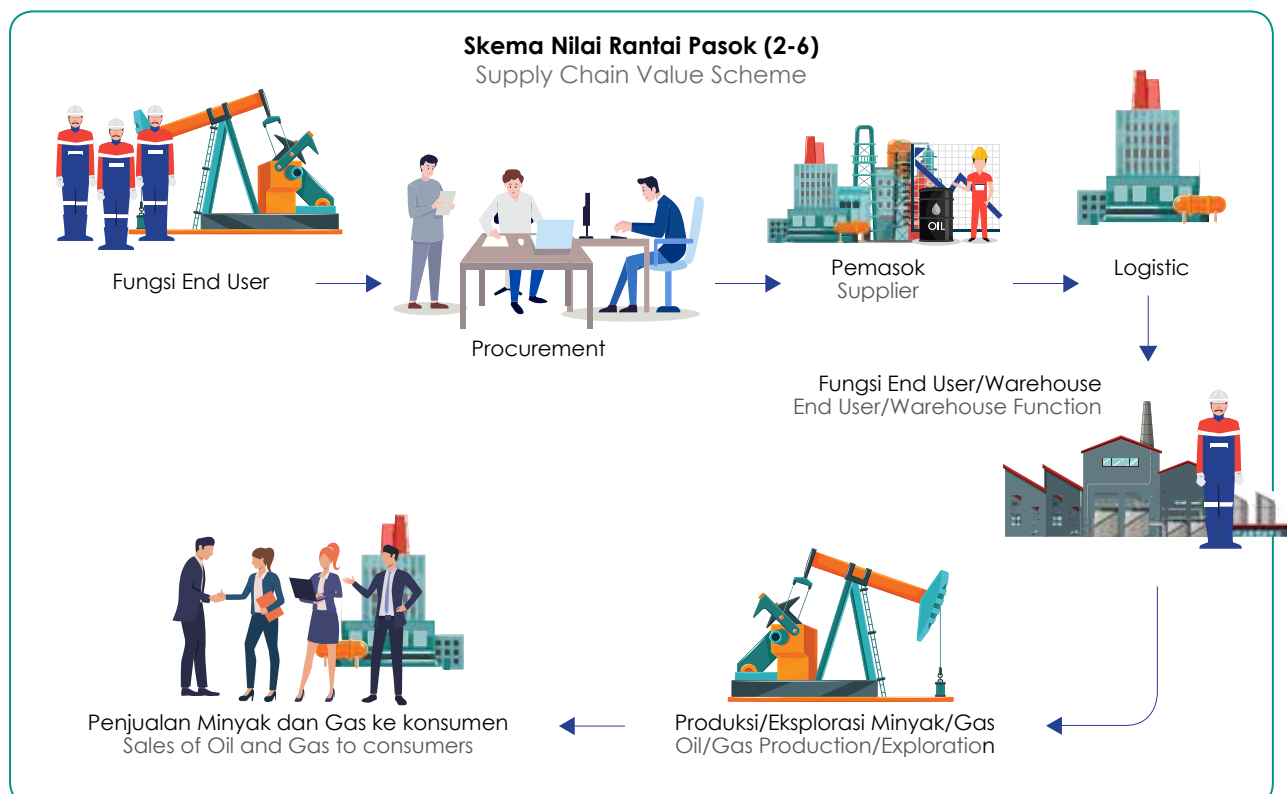 Skema Nilai Rantai Pasok (2-6)
Supply Chain Value Scheme
Fungsi End User
Procurement
OIL
Pemasok
Supplier
Logistic
Fungsi End User/Warehouse
End User/Warehouse Function
Produksi/Eksplorasi Minyak/Gas
Oil/Gas Production/Exploration
Penjualan Minyak dan Gas ke konsumen
Sales of Oil and Gas to consumers